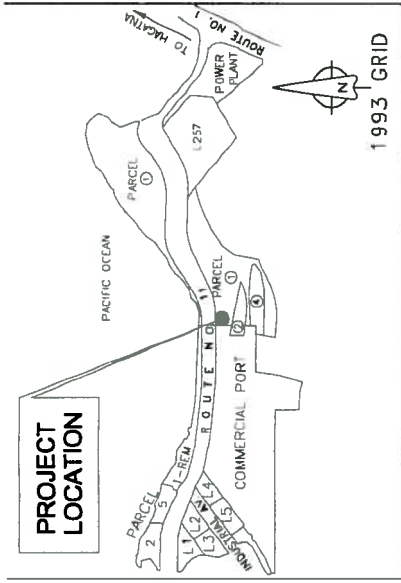 PROJECT
LOCATION
PACIFIC OCEAN
TO HAGATNA
ROUTE NO. 1
POWER
PLANT
L257
PARCEL
1
PARCEL
1
2
4
ROUTE NO 11
COMMERCIAL PORT
PARCEL
2
5
1-REM
L1
L2
L3
L4
L5
INDUSTRIAL AV
N
1993 GRID